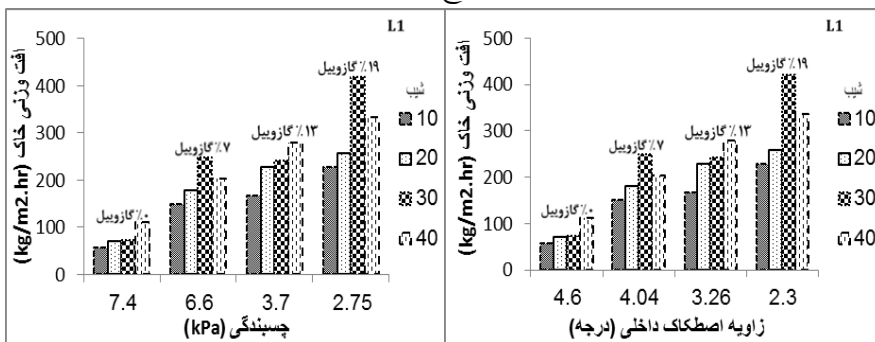 ح
L1
افت وزنی خاک (kg/m2.hr)
500
400
300
200
100
0
۰٪ گازوییل
۷٪ گازوییل
۱۳٪ گازوییل
۱۹٪ گازوییل
7.4 6.6 3.7 2.75
چسبندگی (kPa)
شیب
10
20
30
40
L1
افت وزنی خاک (kg/m2.hr)
500
400
300
200
100
0
۰٪ گازوییل
۷٪ گازوییل
۱۳٪ گازوییل
۱۹٪ گازوییل
4.6 4.04 3.26 2.3
زاویه اصطکاک داخلی (درجه)
شیب
10
20
30
40